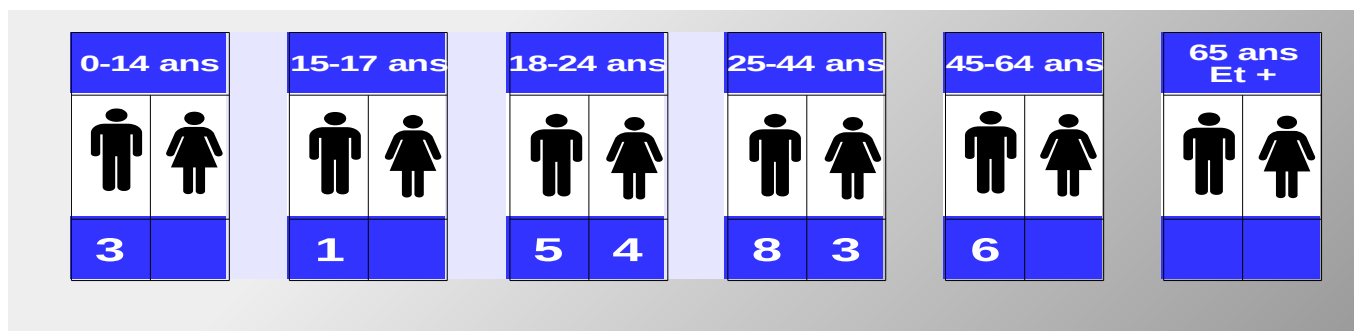 0-14 ans
15-17 ans
18-24 ans
25-44 ans
45-64 ans
65 ans
Et +
3
1
5 4
8 3
6